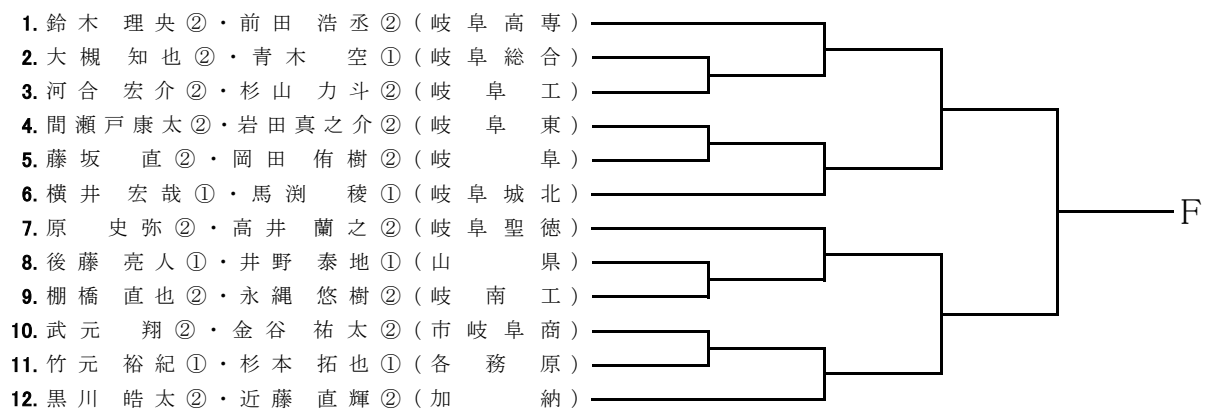 1. 鈴木 理央②・前田 浩丞②(岐阜高専)
2. 大槻 知也②・青木 空①(岐阜総合)
3. 河合 宏介②・杉山 力斗②(岐阜工)
4. 間瀬戸康太②・岩田真之介②(岐阜東)
5. 藤坂 直②・岡田 侑樹②(岐阜)
6. 横井 宏哉①・馬渕 稜①(岐阜城北)
7. 原 史弥②・高井 蘭之②(岐阜聖徳)
8. 後藤 亮人①・井野 泰地①(山県)
9. 棚橋 直也②・永縄 悠樹②(岐南工)
10. 武元 翔②・金谷 祐太②(市岐阜商)
11. 竹元 裕紀①・杉本 拓也①(各務原)
12. 黒川 皓太②・近藤 直輝②(加納)
F